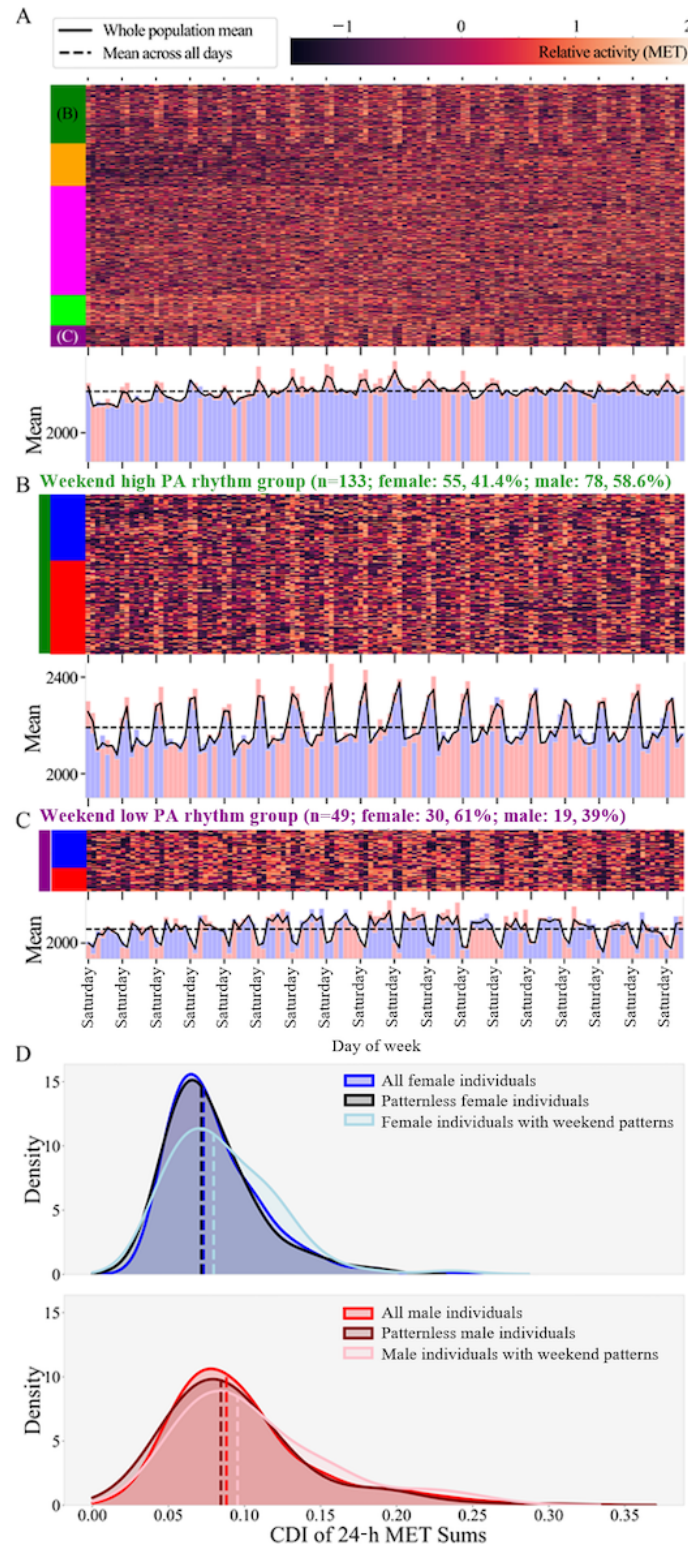 A
Whole population mean
Mean across all days
−1 0 2
Relative activity (MET)
(B)
(C)
Mean
2000
B
Weekend high PA rhythm group (n=133; female: 55, 41.4%; male: 78, 58.6%)
2400
Mean
2000
C
Weekend low PA rhythm group (n=49; female: 30, 61%; male: 19, 39%)
Mean
2000
Saturday Saturday Saturday Saturday Saturday Saturday Saturday Saturday Saturday Saturday Saturday Saturday Saturday Saturday Saturday Saturday Saturday Saturday
Day of week
D
15
10
5
0
Density
All female individuals
Patternless female individuals
Female individuals with weekend patterns
15
10
5
0
Density
All male individuals
Patternless male individuals
Male individuals with weekend patterns
0.00 0.05 0.10 0.15 0.20 0.25 0.30 0.35
CDI of 24-h MET Sums